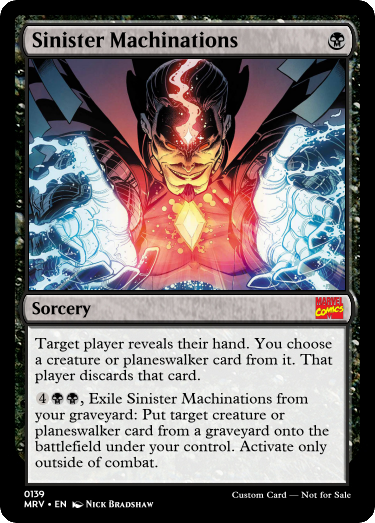 Sinister Machinations
Sorcery
MARVEL
COMICS
Target player reveals their hand. You choose
a creature or planeswalker card from it. That
player discards that card.
4, Exile Sinister Machinations from
your graveyard: Put target creature or
planeswalker card from a graveyard onto the
battlefield under your control. Activate only
outside of combat.
0139
Custom Card — Not for Sale
MRV • EN Nick Bradshaw